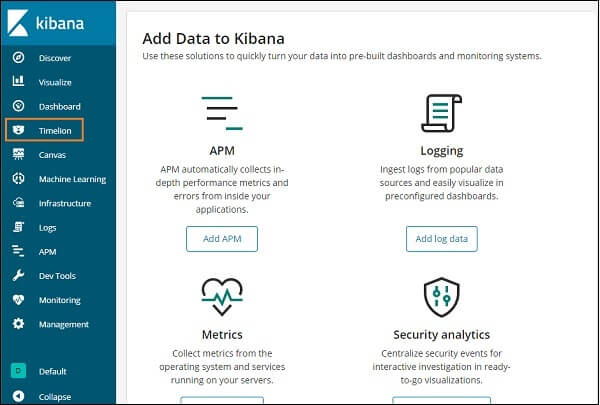 kibana
Discover
Visualize
Dashboard
Timelion
Canvas
Machine Learning
Infrastructure
Logs
APM
Dev Tools
Monitoring
Management
D
Default
Collapse
Add Data to Kibana
Use these solutions to quickly turn your data into pre-built dashboards and monitoring systems.
APM
APM automatically collects in-
depth performance metrics and
errors from inside your
applications.
Add APM
Logging
Ingest logs from popular data
sources and easily visualize in
preconfigured dashboards.
Add log data
Metrics
Collect metrics from the
operating system and services
running on your servers.
Security analytics
Centralize security events for
interactive investigation in ready-
to-go visualizations.